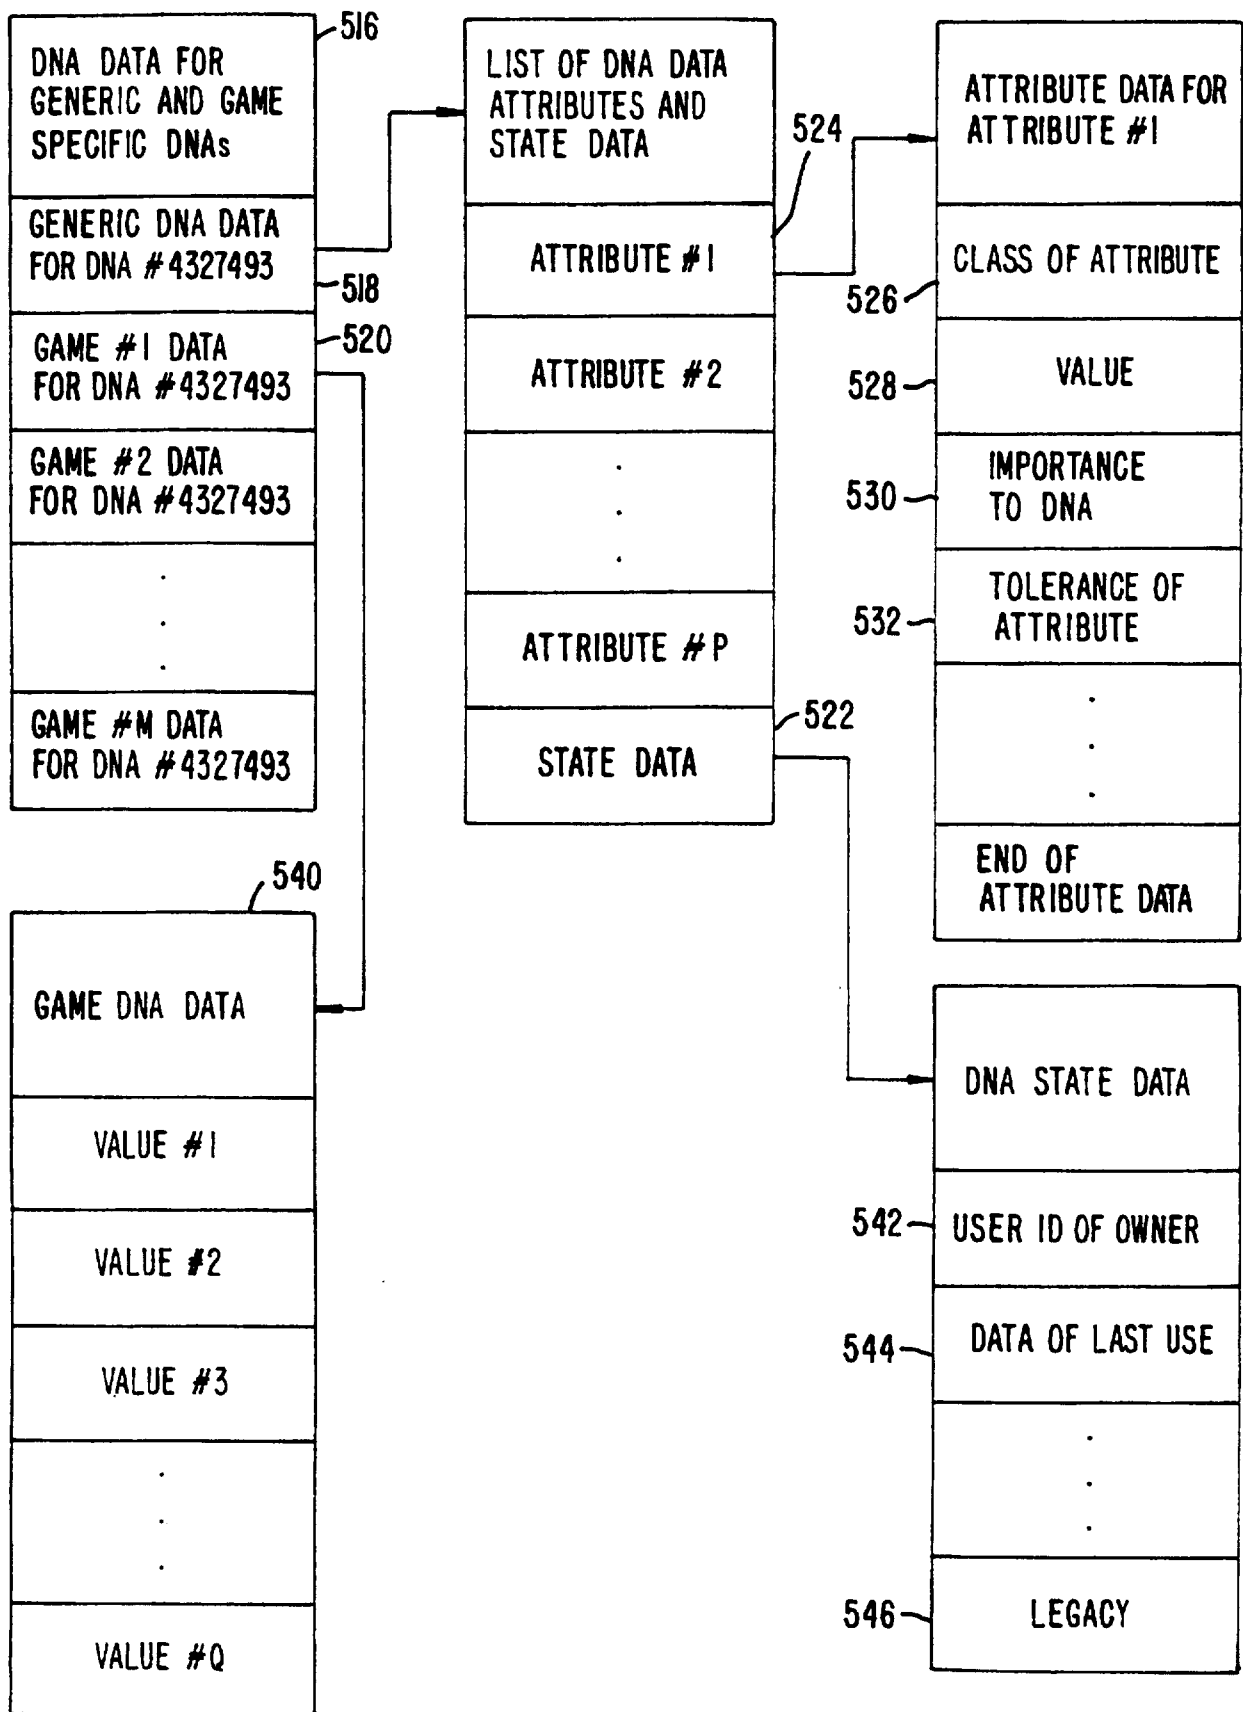 516
DNA DATA FOR
GENERIC AND GAME
SPECIFIC DNAs
GENERIC DNA DATA
FOR DNA #4327493
518
520
GAME #1 DATA
FOR DNA #4327493
GAME #2 DATA
FOR DNA #4327493
.
.
.
GAME #M DATA
FOR DNA #4327493
LIST OF DNA DATA
ATTRIBUTES AND
STATE DATA
524
ATTRIBUTE #1
ATTRIBUTE #2
.
.
.
ATTRIBUTE #P
522
STATE DATA
ATTRIBUTE DATA FOR
ATTRIBUTE #1
CLASS OF ATTRIBUTE
526
VALUE
528
IMPORTANCE
530
TO DNA
TOLERANCE OF
532
ATTRIBUTE
.
.
.
END OF
ATTRIBUTE DATA
540
GAME DNA DATA
VALUE #1
VALUE #2
VALUE #3
.
.
.
VALUE #Q
DNA STATE DATA
542
USER ID OF OWNER
544
DATA OF LAST USE
.
.
.
546
LEGACY